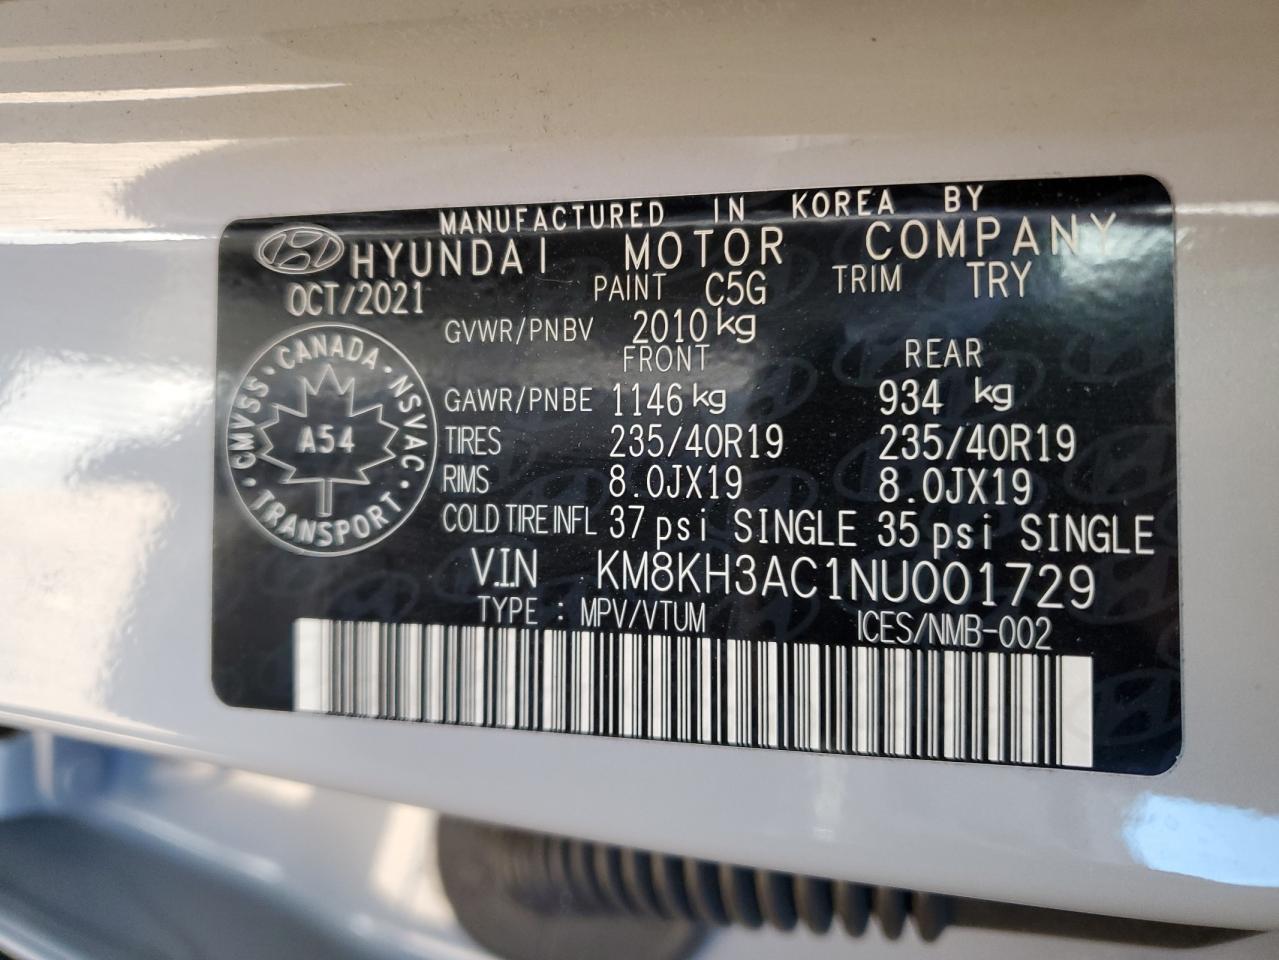 MANUFACTURED IN KOREA BY
HYUNDAI MOTOR COMPANY
OCT/2021 PAINT C5G TRIM TRY
GVWR/PNBV 2010 kg
FRONT REAR
GAWR/PNBE 1146 kg 934 kg
TIRES 235/40R19 235/40R19
RIMS 8.0JX19 8.0JX19
COLD TIRE INFL 37 psi SINGLE 35 psi SINGLE
V.I.N KM8KH3AC1NU001729
TYPE : MPV/VTUM ICES/NMB-002
CMVSS · CANADA · NSVAC · TRANSPORT ·
A54